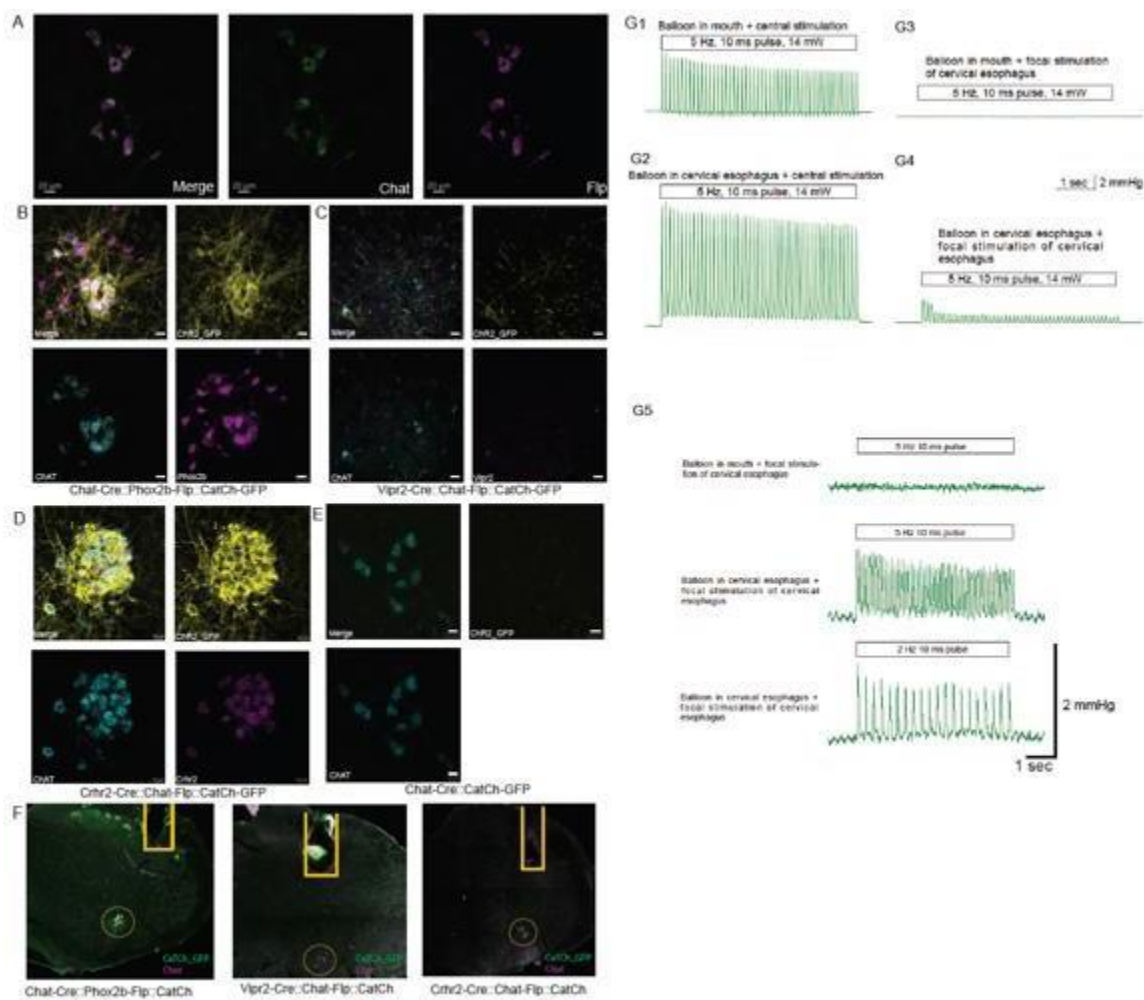 A
Merge
Chat
Flp
20 µm
20 µm
20 µm
B
C
Merge
ChR2_GFP
Merge
ChR2_GFP
ChAT
Phox2b
ChAT
Vipr2
Chat-Cre::Phox2b-Flp::CatCh-GFP
Vipr2-Cre::Chat-Flp::CatCh-GFP
D
E
Merge
ChR2_GFP
Merge
ChR2_GFP
ChAT
Crhr2
ChAT
Crhr2-Cre::Chat-Flp::CatCh-GFP
Chat-Cre::CatCh-GFP
F
CaTCh_GFP
Chat
CaTCh_GFP
CaTCh_GFP
Chat
Chat-Cre::Phox2b-Flp::CatCh
Vipr2-Cre::Chat-Flp::CatCh
Crhr2-Cre::Chat-Flp::CatCh
G1
Balloon in mouth + central stimulation
5 Hz, 10 ms pulse, 14 mW
G3
Balloon in mouth + focal stimulation
of cervical esophagus
5 Hz, 10 ms pulse, 14 mW
G2
Balloon in cervical esophagus + central stimulation
5 Hz, 10 ms pulse, 14 mW
G4
1 sec
2 mmHg
Balloon in cervical esophagus +
focal stimulation of cervical
esophagus
5 Hz, 10 ms pulse, 14 mW
G5
5 Hz 10 ms pulse
Balloon in mouth + focal stimula-
tion of cervical esophagus
5 Hz 10 ms pulse
Balloon in cervical esophagus +
focal stimulation of cervical
esophagus
2 Hz 10 ms pulse
Balloon in cervical esophagus +
focal stimulation of cervical
esophagus
2 mmHg
1 sec